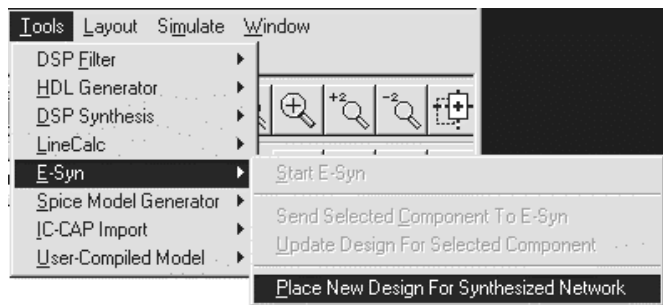 Tools Layout Simulate Window
DSP Filter
HDL Generator
DSP Synthesis
LineCalc
E-Syn
Spice Model Generator
IC-CAP Import
User-Compiled Model
+2
-2
Start E-Syn
Send Selected Component To E-Syn
Update Design For Selected Component
Place New Design For Synthesized Network